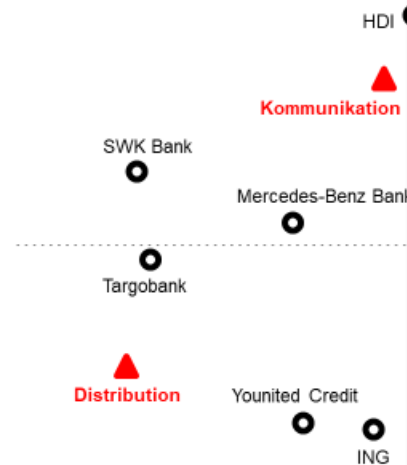 HDI
Kommunikation
SWK Bank
Mercedes-Benz Bank
Targobank
Distribution
Younited Credit
ING